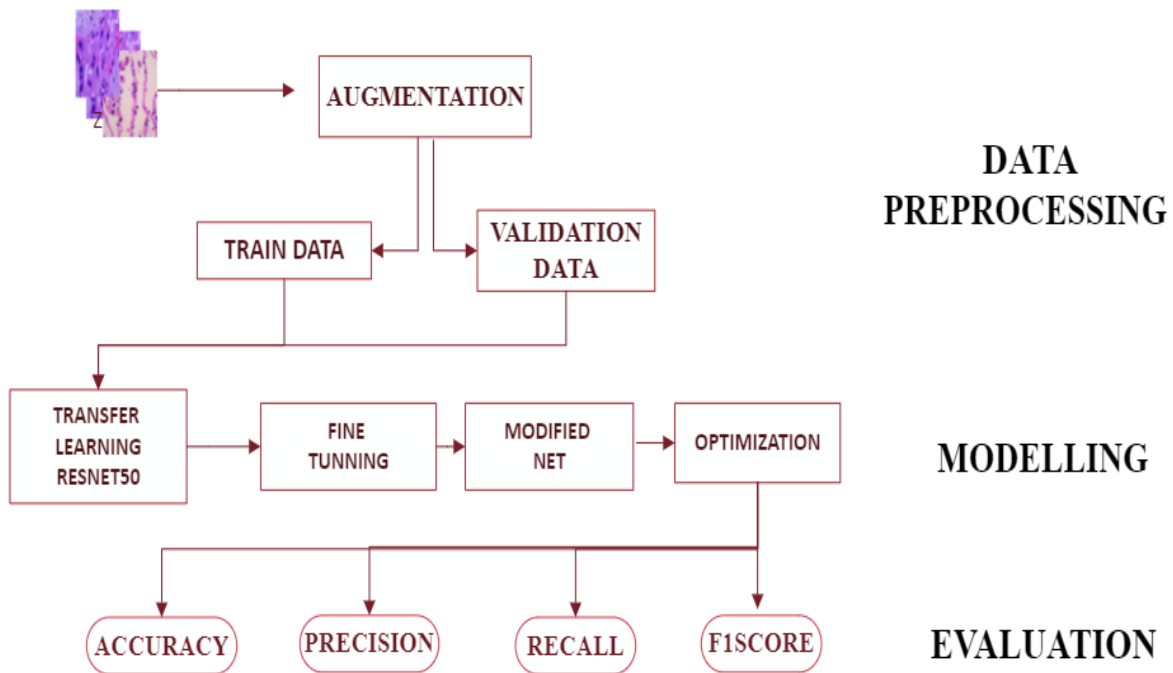 Z
AUGMENTATION
DATA
PREPROCESSING
TRAIN DATA
VALIDATION
DATA
TRANSFER
LEARNING
RESNET50
FINE
TUNNING
MODIFIED
NET
OPTIMIZATION
MODELLING
ACCURACY
PRECISION
RECALL
F1SCORE
EVALUATION